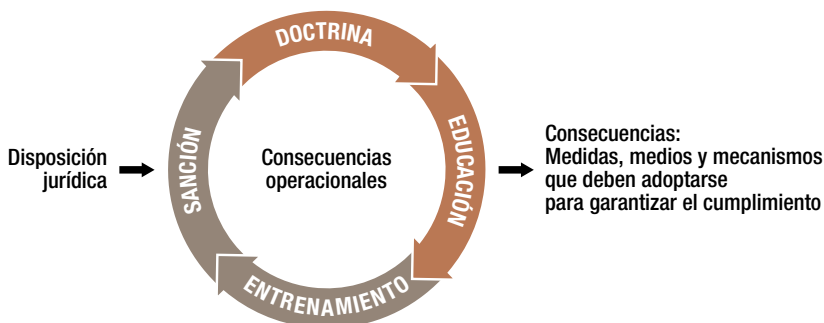 DOCTRINA
EDUCACIÓN
ENTRENAMIENTO
SANCIÓN
Disposición
jurídica
Consecuencias
operacionales
Consecuencias:
Medidas, medios y mecanismos
que deben adoptarse
para garantizar el cumplimiento